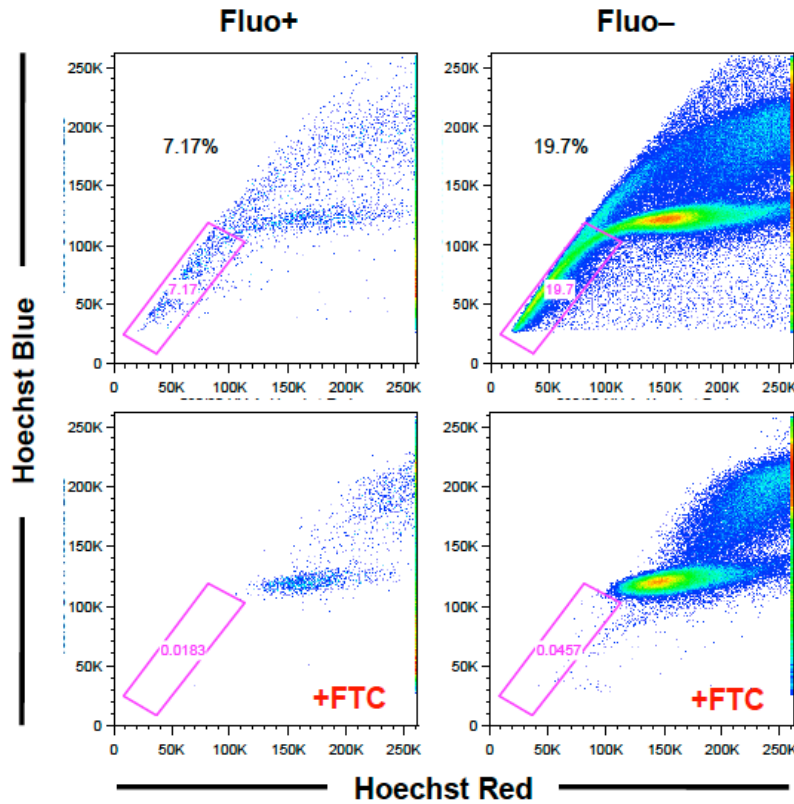 Fluo+
Fluo–
250K
200K
150K
100K
50K
0
7.17%
7.17
0
50K
100K
150K
200K
250K
250K
200K
150K
100K
50K
0
19.7%
19.7
0
50K
100K
150K
200K
250K
Hoechst Blue
250K
200K
150K
100K
50K
0
0.0183
+FTC
0
50K
100K
150K
200K
250K
250K
200K
150K
100K
50K
0
0.0457
+FTC
0
50K
100K
150K
200K
250K
Hoechst Red